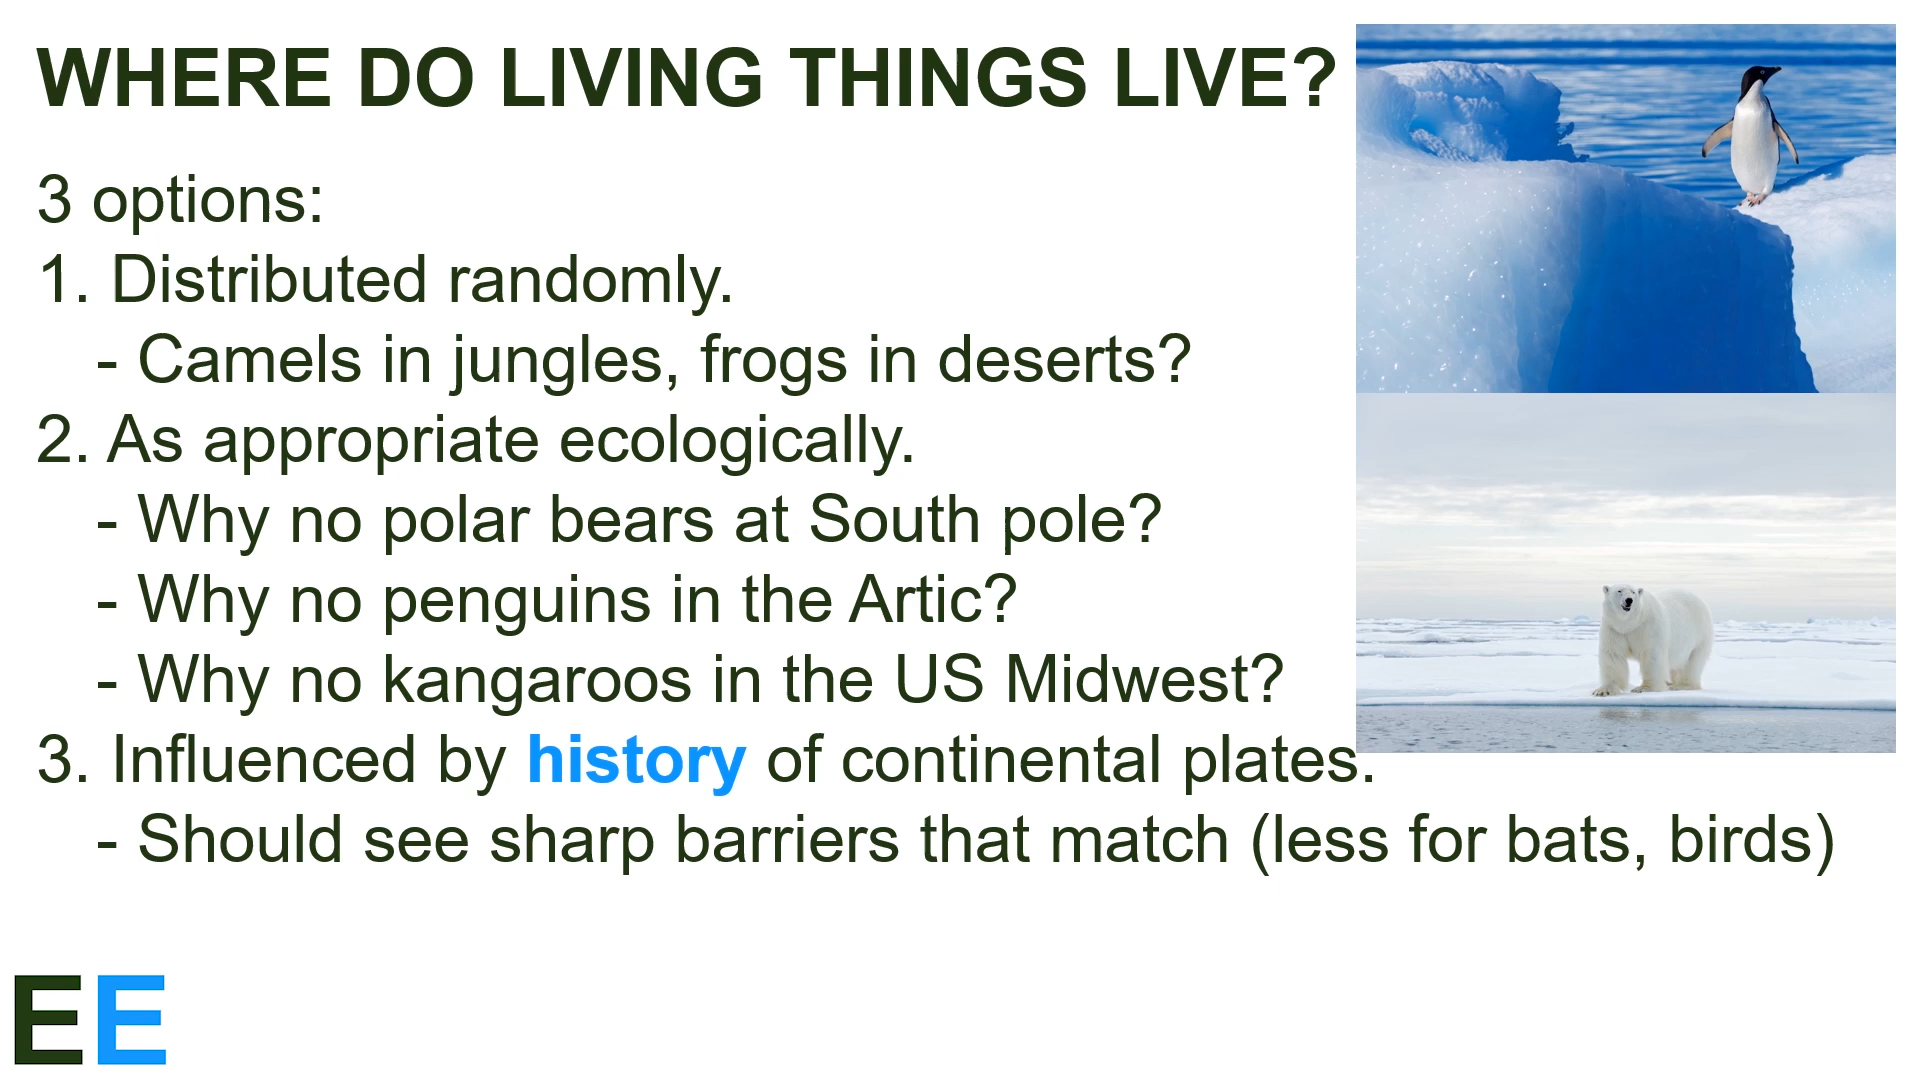 WHERE DO LIVING THINGS LIVE?
3 options:
1. Distributed randomly.
- Camels in jungles, frogs in deserts?
2. As appropriate ecologically.
- Why no polar bears at South pole?
- Why no penguins in the Artic?
- Why no kangaroos in the US Midwest?
3. Influenced by history of continental plates.
- Should see sharp barriers that match (less for bats, birds)
EE